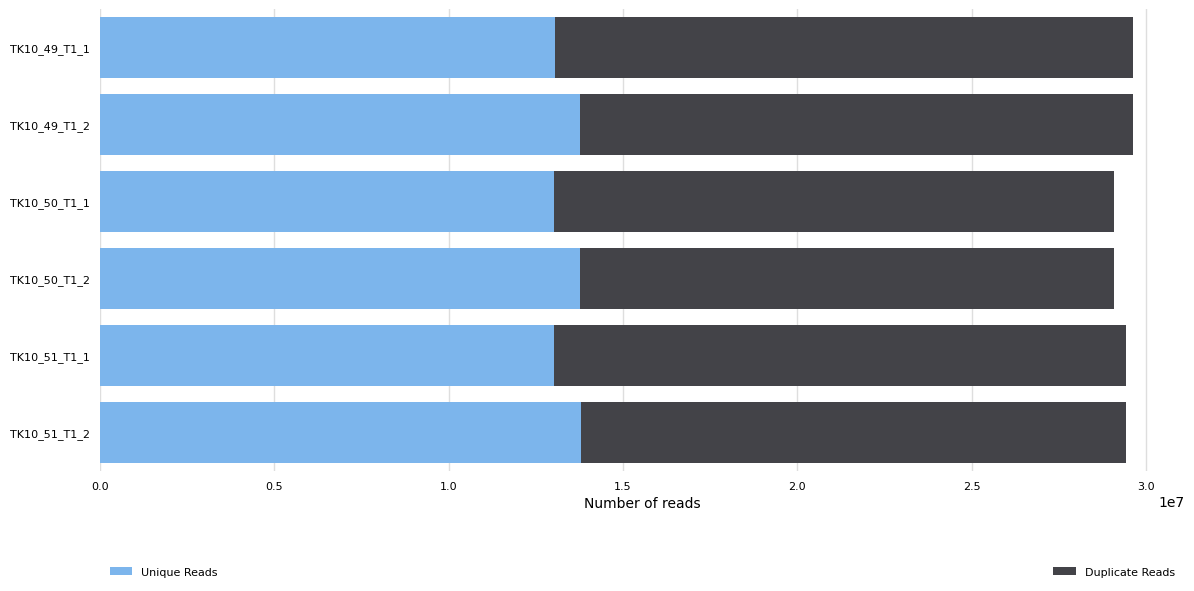 TK10_49_T1_1
TK10_49_T1_2
TK10_50_T1_1
TK10_50_T1_2
TK10_51_T1_1
TK10_51_T1_2
0.0 0.5 1.0 1.5 2.0 2.5 3.0
Number of reads
1e7
Unique Reads
Duplicate Reads